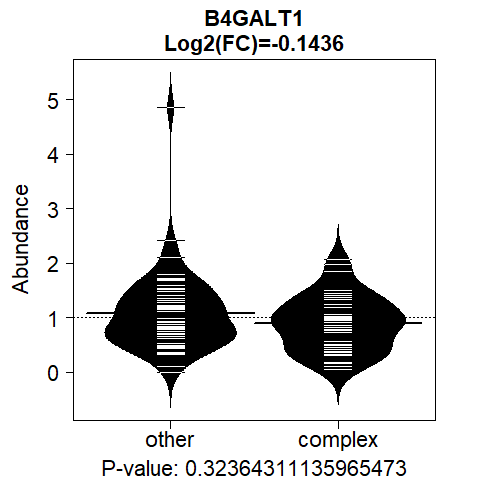 B4GALT1
Log2(FC)=-0.1436
Abundance
5
4
3
2
1
0
other complex
P-value: 0.32364311135965473